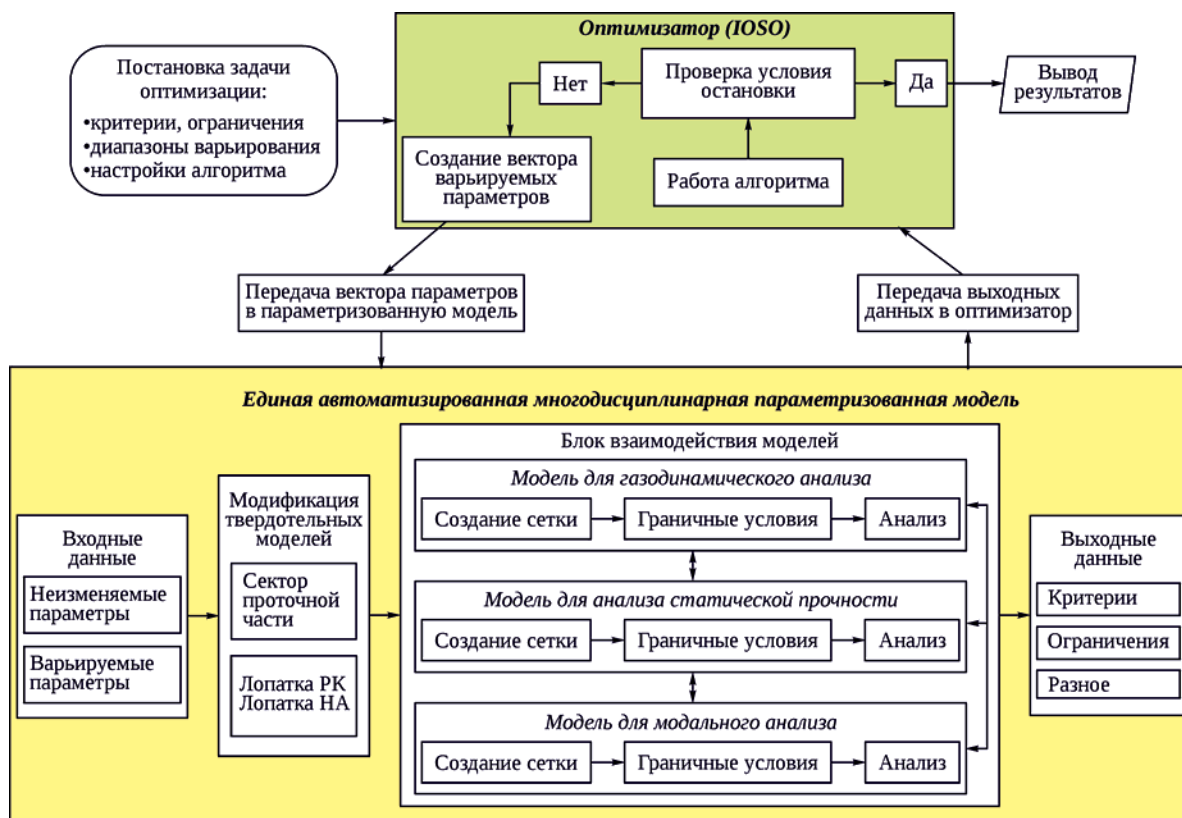 Оптимизатор (IOSO)
Постановка задачи
оптимизации:
•критерии, ограничения
•диапазоны варьирования
•настройки алгоритма
Нет
Проверка условия
остановки
Да
Вывод
результатов
Создание вектора
варьируемых
параметров
Работа алгоритма
Передача вектора параметров
в параметризованную модель
Передача выходных
данных в оптимизатор
Единая автоматизированная многодисциплинарная параметризованная модель
Входные
данные
Неизменяемые
параметры
Варьируемые
параметры
Модификация
твердотельных
моделей
Сектор
проточной
части
Лопатка РК
Лопатка НА
Блок взаимодействия моделей
Модель для газодинамического анализа
Создание сетки
Граничные условия
Анализ
Модель для анализа статической прочности
Создание сетки
Граничные условия
Анализ
Модель для модального анализа
Создание сетки
Граничные условия
Анализ
Выходные
данные
Критерии
Ограничения
Разное